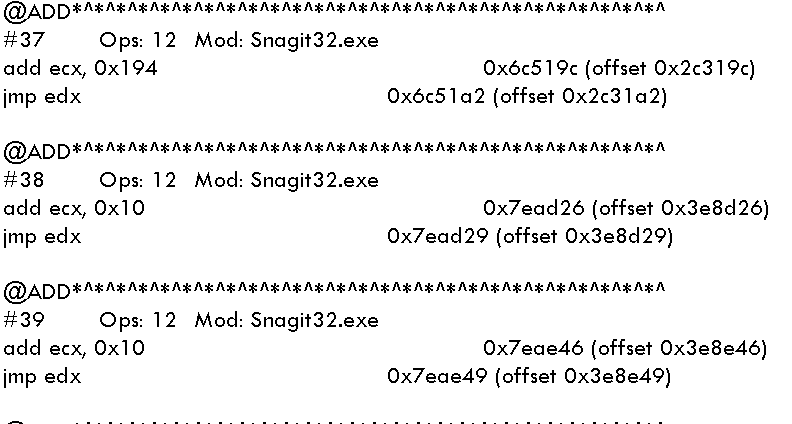 @ADD*^*^*^*^*^*^*^*^*^*^*^*^*^*^*^*^*^*^*^*^*^*^*^*^*^*^*^
#37 Ops: 12 Mod: Snagit32.exe
add ecx, 0x194 0x6c519c (offset 0x2c319c)
jmp edx 0x6c51a2 (offset 0x2c31a2)
@ADD*^*^*^*^*^*^*^*^*^*^*^*^*^*^*^*^*^*^*^*^*^*^*^*^*^*^*^
#38 Ops: 12 Mod: Snagit32.exe
add ecx, 0x10 0x7ead26 (offset 0x3e8d26)
jmp edx 0x7ead29 (offset 0x3e8d29)
@ADD*^*^*^*^*^*^*^*^*^*^*^*^*^*^*^*^*^*^*^*^*^*^*^*^*^*^*^
#39 Ops: 12 Mod: Snagit32.exe
add ecx, 0x10 0x7eae46 (offset 0x3e8e46)
jmp edx 0x7eae49 (offset 0x3e8e49)